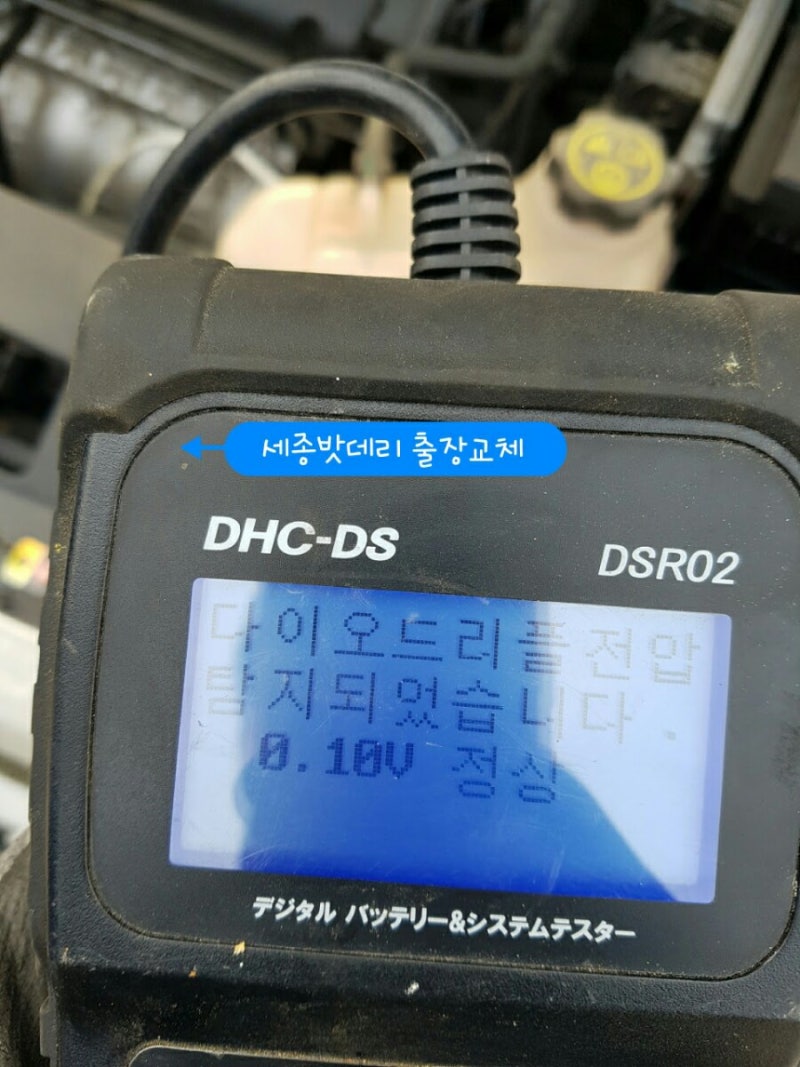 세종밧데리 출장교체
DHC-DS
DSR02
다이오드리플전압
탐지되었습니다.
0.10V 정상
デジタル バッテリー&システムテスター